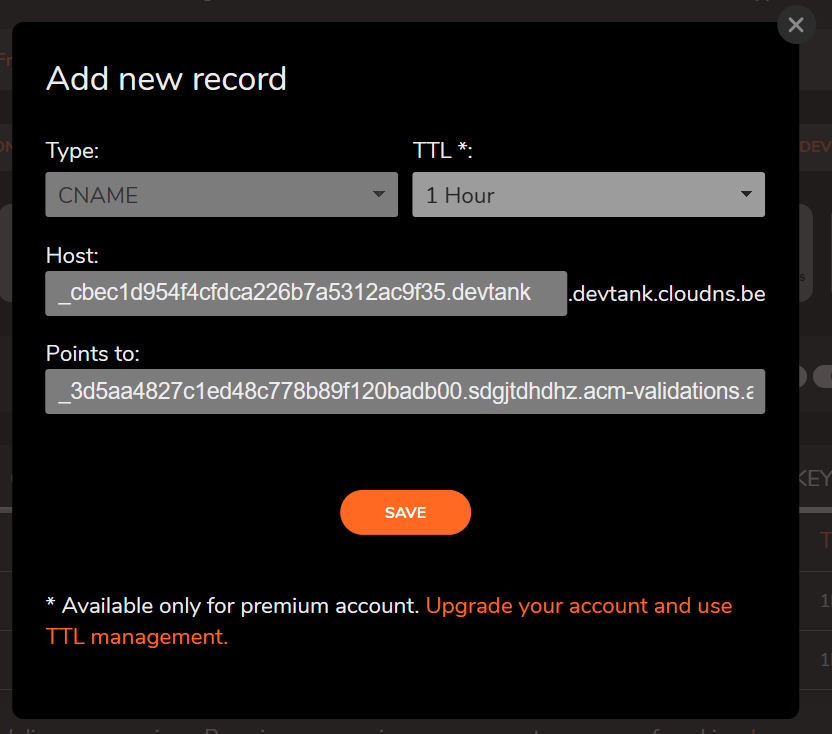 Add new record
Type:
TTL *:
CNAME
1 Hour
Host:
_cbec1d954f4cfdca226b7a5312ac9f35.devtank
.devtank.cloudns.be
Points to:
_3d5aa4827c1ed48c778b89f120badb00.sdgjtdhdhz.acm-validations.a
SAVE
* Available only for premium account. Upgrade your account and use
TTL management.